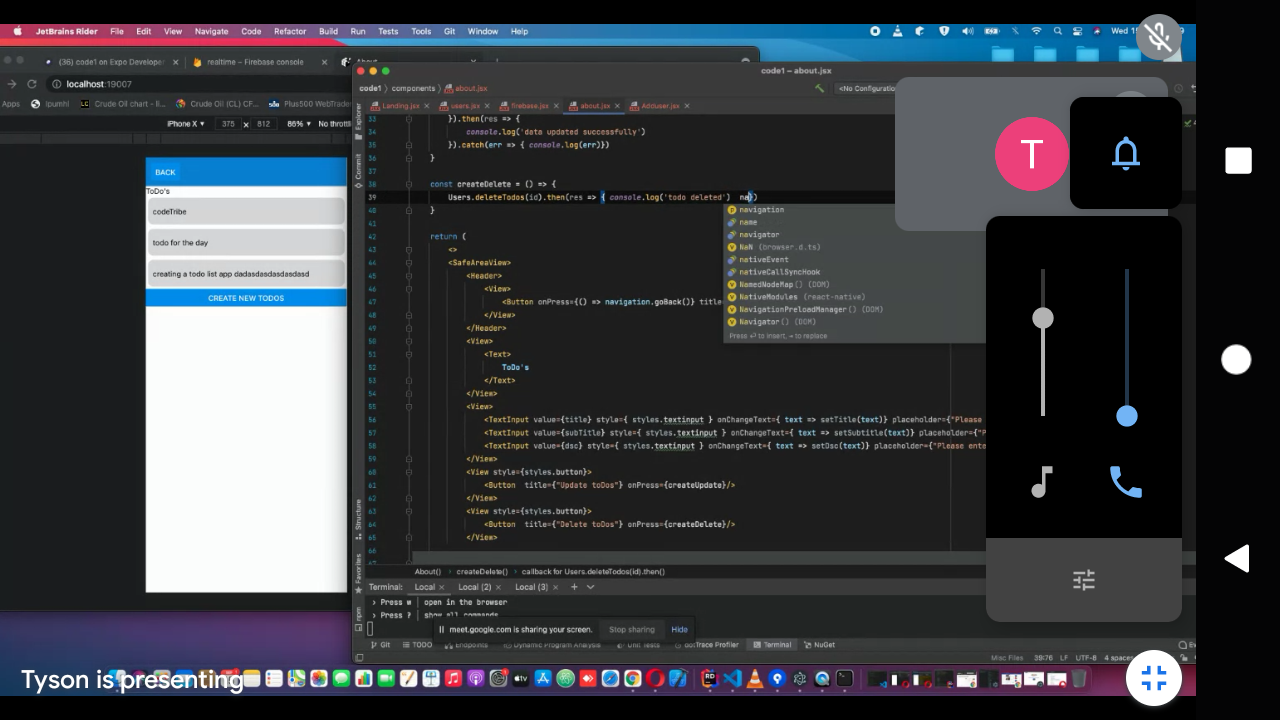 JetBrains Rider File Edit View Navigate Code Refactor Build Run Tests Tools Git Window Help
Wed
(36) code1 on Expo Developer
realtime – Firebase console
code1 – about.jsx
localhost:19007
code1 components about.jsx
<No Configuration
Apps Ipumhl Crude Oil chart – li... Crude Oil (CL) CF... Plus500 WebTrader
Landing.jsx users.jsx firebase.jsx about.jsx Adduser.jsx
iPhone X 375 x 812 86% No thrott
33 }).then(res => {
34 console.log('data updated successfully')
35 }).catch(err => { console.log(err)})
36 }
38 const createDelete = () => {
39 Users.deleteTodos(id).then(res => { console.log('todo deleted') na})
40 }
41
42 return (
43 <>
44 <SafeAreaView>
45 <Header>
46 <View>
47 <Button onPress={() => navigation.goBack()} title
48 </View>
49 </Header>
50 <View>
51 <Text>
52 ToDo's
53 </Text>
54 </View>
55 <View>
56 <TextInput value={title} style={ styles.textinput } onChangeText={ text => setTitle(text)} placeholder={"Please
57 <TextInput value={subTitle} style={ styles.textinput } onChangeText={ text => setSubtitle(text)} placeholder={"P
58 <TextInput value={dsc} style={ styles.textinput } onChangeText={ text => setDsc(text)} placeholder={"Please ente
59 </View>
60 <View style={styles.button}>
61 <Button title={"Update toDos"} onPress={createUpdate}/>
62 </View>
63 <View style={styles.button}>
64 <Button title={"Delete toDos"} onPress={createDelete}/>
65 </View>
66
navigation
name
navigator
NaN (browser.d.ts)
nativeEvent
nativeCallSyncHook
NamedNodeMap() (DOM)
NativeModules (react-native)
NavigationPreloadManager() (DOM)
Navigator() (DOM)
Press ↵ to insert, → to replace
BACK
ToDo's
codeTribe
todo for the day
creating a todo list app dadasdasdasdasdasd
CREATE NEW TODOS
Explorer
Commit
Structure
Favorites
npm
About() createDelete() callback for Users.deleteTodos(id).then()
Terminal: Local Local (2) Local (3)
› Press w | open in the browser
› Press ? | show all commands
meet.google.com is sharing your screen. Stop sharing Hide
Git TODO Endpoints Dynamic Program Analysis Unit Tests dotTrace Profiler Terminal NuGet
Misc Files 39:76 LF UTF-8 4 spaces
T
Tyson is presenting